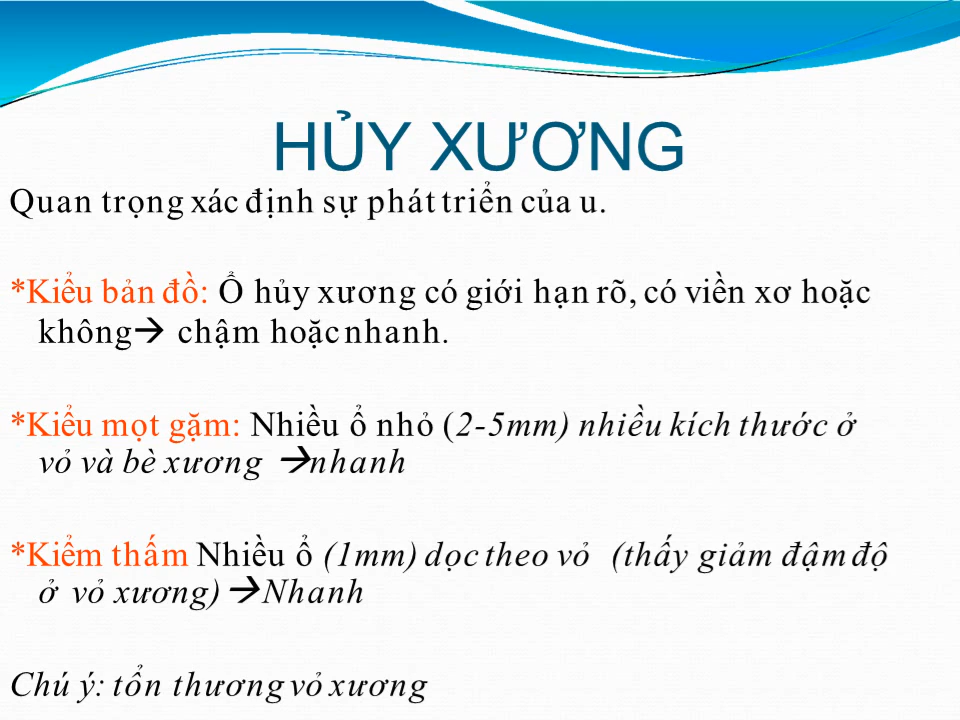 HỦY XƯƠNG
Quan trọng xác định sự phát triển của u.
*Kiểu bản đồ: Ổ hủy xương có giới hạn rõ, có viền xơ hoặc
không→ chậm hoặc nhanh.
*Kiểu mọt gặm: Nhiều ổ nhỏ (2-5mm) nhiều kích thước ở
vỏ và bè xương →nhanh
*Kiểm thấm Nhiều ổ (1mm) dọc theo vỏ (thấy giảm đậm độ
ở vỏ xương)→Nhanh
Chú ý: tổn thương vỏ xương